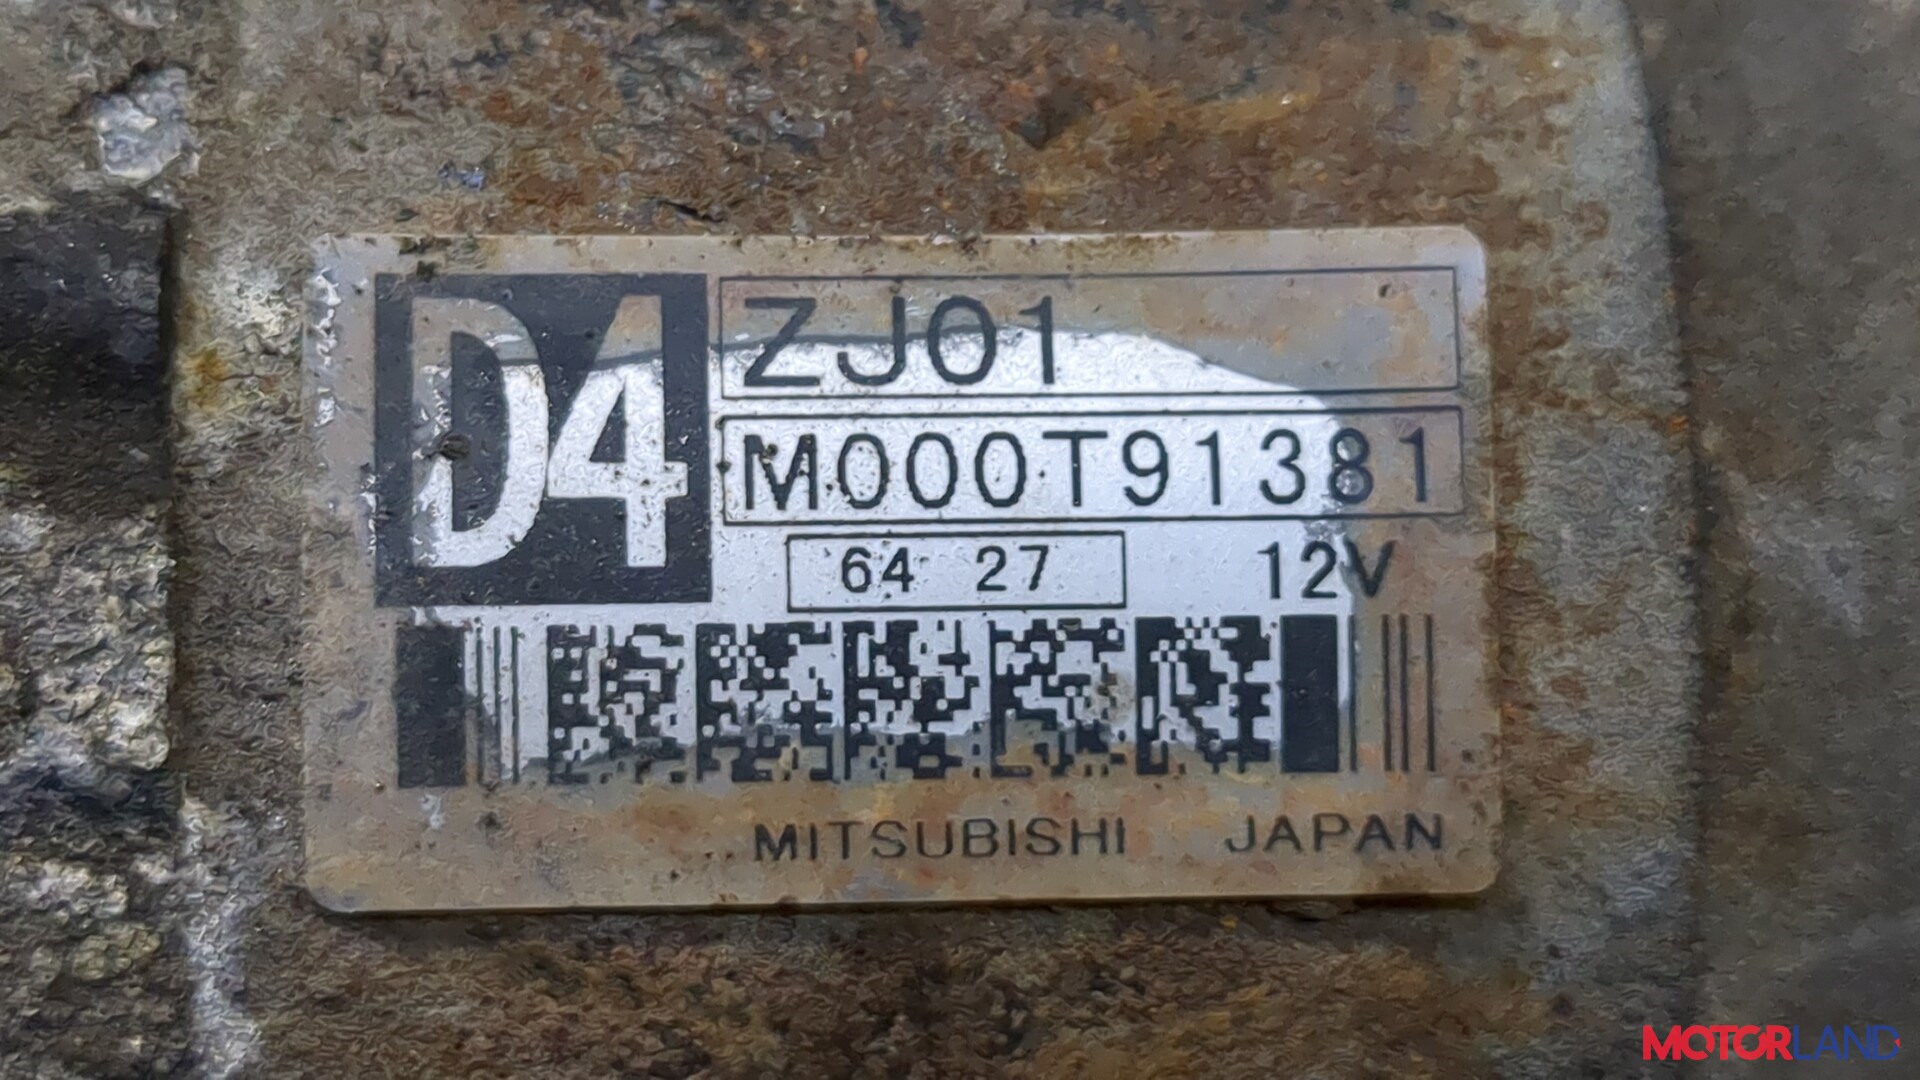 D4
ZJ01
M000T91381
64 27 12V
MITSUBISHI JAPAN
MOTORLAND